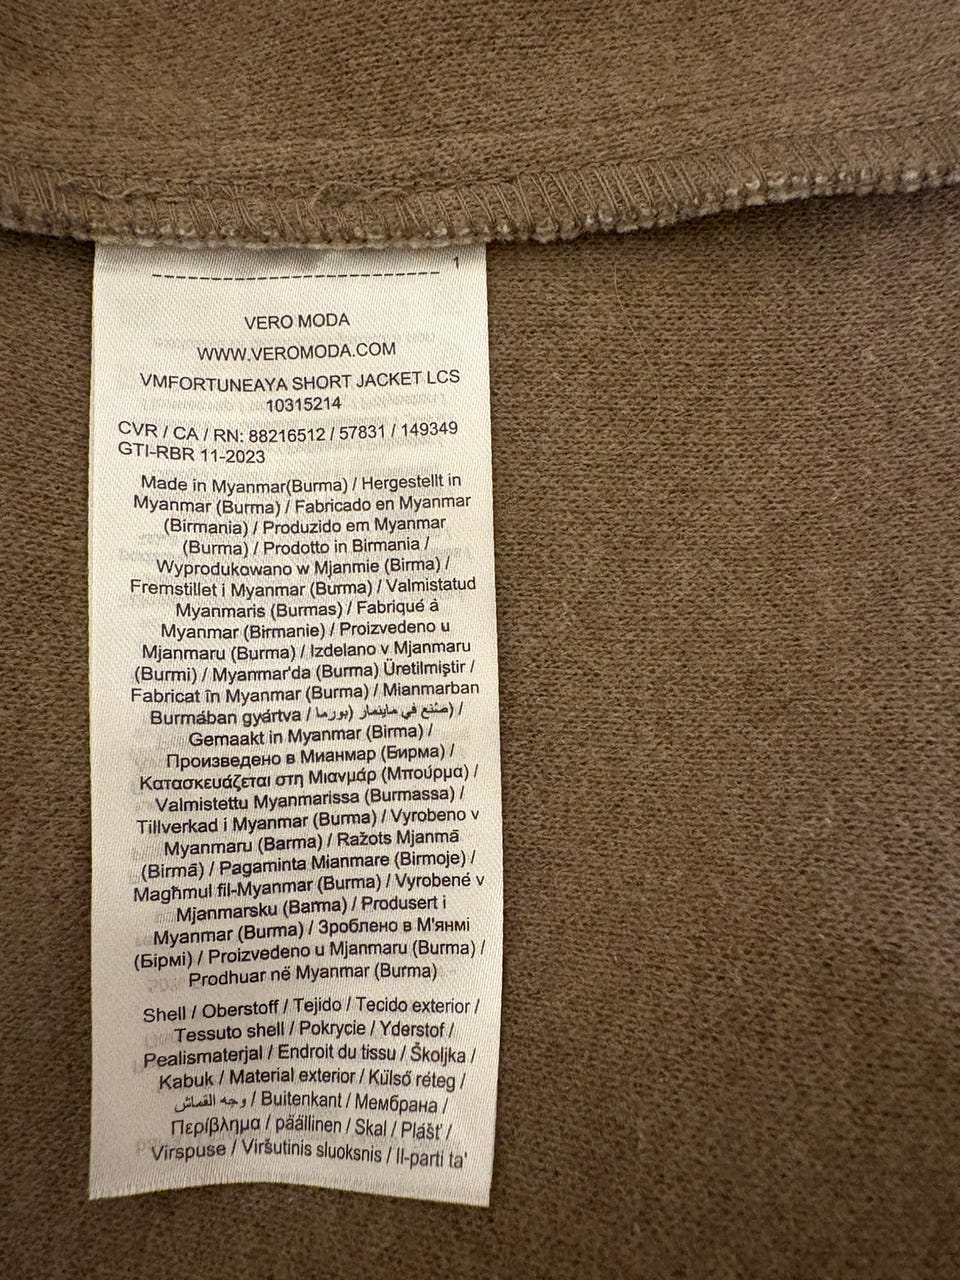 1
VERO MODA
WWW.VEROMODA.COM
VMFORTUNEAYA SHORT JACKET LCS
10315214
CVR / CA / RN: 88216512 / 57831 / 149349
GTI-RBR 11-2023
Made in Myanmar(Burma) / Hergestellt in
Myanmar (Burma) / Fabricado en Myanmar
(Birmania) / Produzido em Myanmar
(Burma) / Prodotto in Birmania /
Wyprodukowano w Mjanmie (Birma) /
Fremstillet i Myanmar (Burma) / Valmistatud
Myanmaris (Burmas) / Fabriqué à
Myanmar (Birmanie) / Proizvedeno u
Mjanmaru (Burma) / Izdelano v Mjanmaru
(Burmi) / Myanmar'da (Burma) Üretilmiştir /
Fabricat în Myanmar (Burma) / Mianmarban
Burmában gyártva / صُنع في ماينمار (بورما) /
Gemaakt in Myanmar (Birma) /
Произведено в Мианмар (Бирма) /
Κατασκευάζεται στη Μιανμάρ (Μπούρμα) /
Valmistettu Myanmarissa (Burmassa) /
Tillverkad i Myanmar (Burma) / Vyrobeno v
Myanmaru (Barma) / Ražots Mjanmā
(Birmā) / Pagaminta Mianmare (Birmoje) /
Magħmul fil-Myanmar (Burma) / Vyrobené v
Mjanmarsku (Barma) / Produsert i
Myanmar (Burma) / Зроблено в М'янмі
(Бірмі) / Proizvedeno u Mjanmaru (Burma) /
Prodhuar në Myanmar (Burma)
Shell / Oberstoff / Tejido / Tecido exterior /
Tessuto shell / Pokrycie / Yderstof /
Pealismaterjal / Endroit du tissu / Školjka /
Kabuk / Material exterior / Külső réteg /
وجه القماش / Buitenkant / Мембрана /
Περίβλημα / päällinen / Skal / Plášť /
Virspuse / Viršutinis sluoksnis / Il-parti ta'